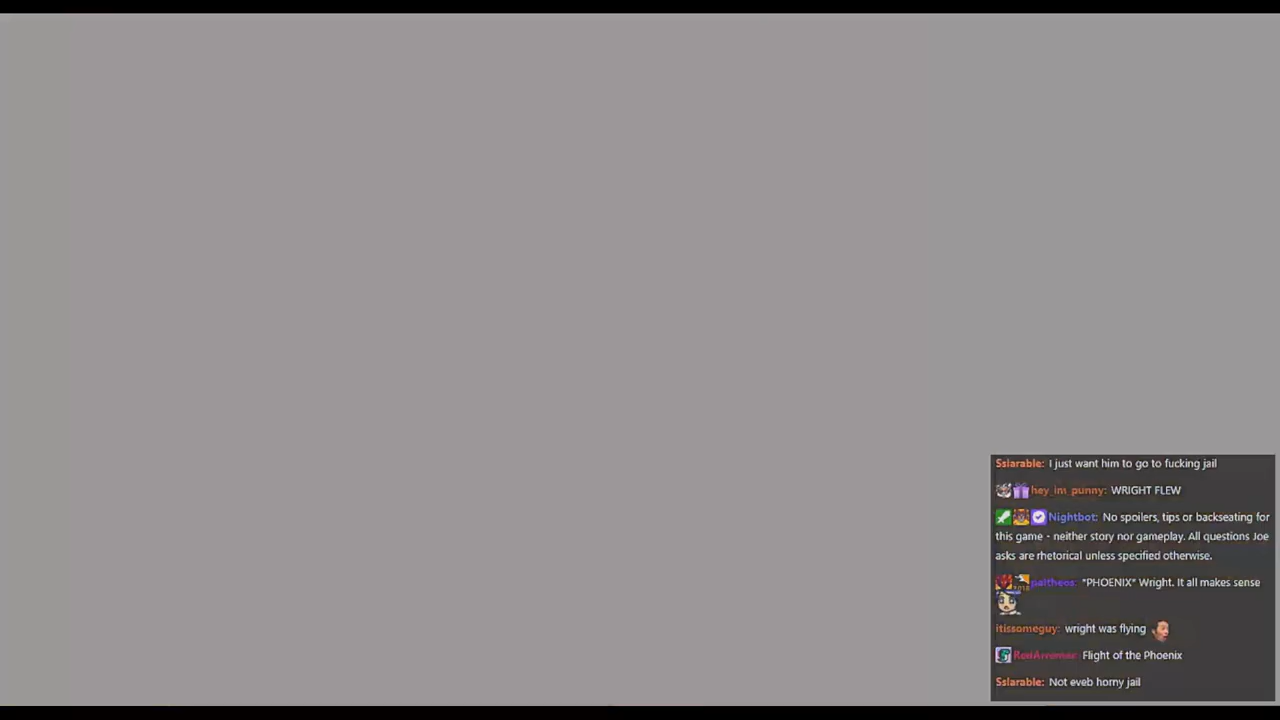 Sslarable: I just want him to go to fucking jail
hey_im_punny: WRIGHT FLEW
Nightbot: No spoilers, tips or backseating for
this game - neither story nor gameplay. All questions Joe
asks are rhetorical unless specified otherwise.
*PHOENIX* Wright. It all makes sense
itissomeguy: wright was flying
Flight of the Phoenix
Sslarable: Not eveb horny jail